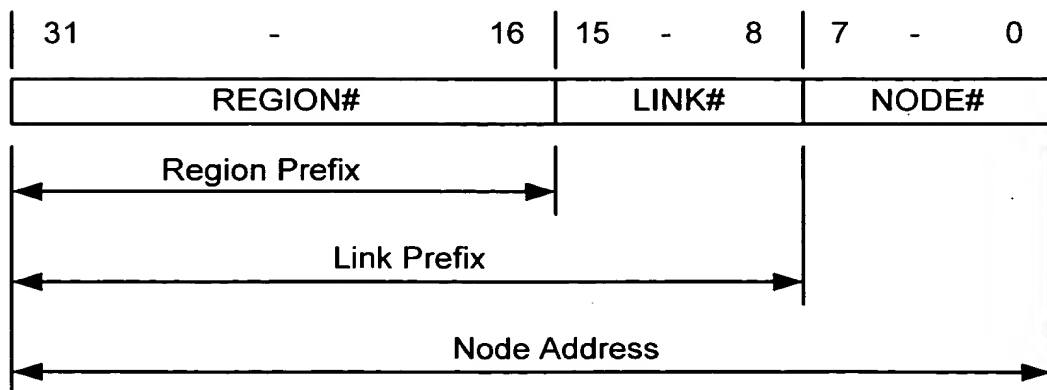 31 - 16 15 - 8 7 - 0
REGION# LINK# NODE#
Region Prefix
Link Prefix
Node Address